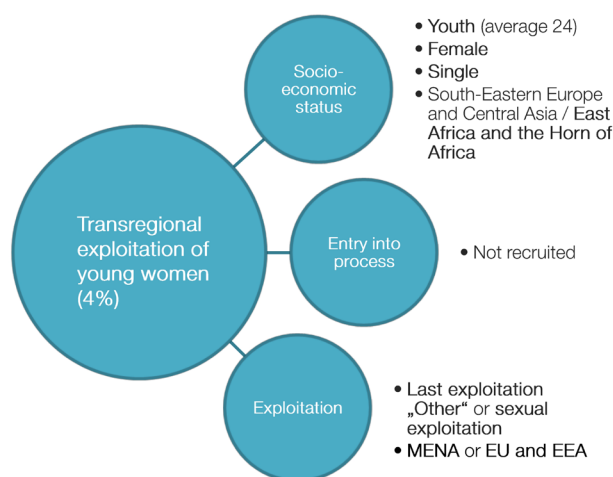 Transregional
exploitation of
young women
(4%)
Socio-
economic
status
• Youth (average 24)
• Female
• Single
• South-Eastern Europe
and Central Asia / East
Africa and the Horn of
Africa
Entry into
process
• Not recruited
Exploitation
• Last exploitation
„Other“ or sexual
exploitation
• MENA or EU and EEA